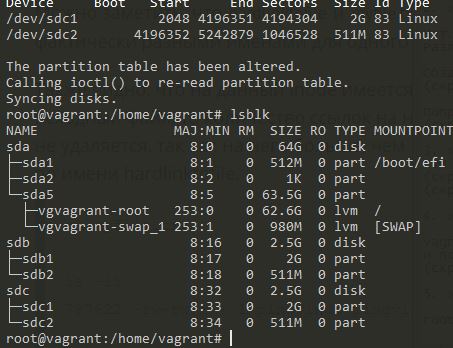 Device     Boot   Start     End Sectors  Size Id Type
/dev/sdc1          2048 4196351 4194304    2G 83 Linux
/dev/sdc2       4196352 5242879 1046528  511M 83 Linux

The partition table has been altered.
Calling ioctl() to re-read partition table.
Syncing disks.
root@vagrant:/home/vagrant# lsblk
NAME                 MAJ:MIN RM  SIZE RO TYPE MOUNTPOINT
sda                    8:0    0   64G  0 disk
├─sda1                 8:1    0  512M  0 part /boot/efi
├─sda2                 8:2    0    1K  0 part
└─sda5                 8:5    0 63.5G  0 part
  ├─vgvagrant-root   253:0    0 62.6G  0 lvm  /
  └─vgvagrant-swap_1 253:1    0  980M  0 lvm  [SWAP]
sdb                    8:16   0  2.5G  0 disk
├─sdb1                 8:17   0    2G  0 part
└─sdb2                 8:18   0  511M  0 part
sdc                    8:32   0  2.5G  0 disk
├─sdc1                 8:33   0    2G  0 part
└─sdc2                 8:34   0  511M  0 part
root@vagrant:/home/vagrant#